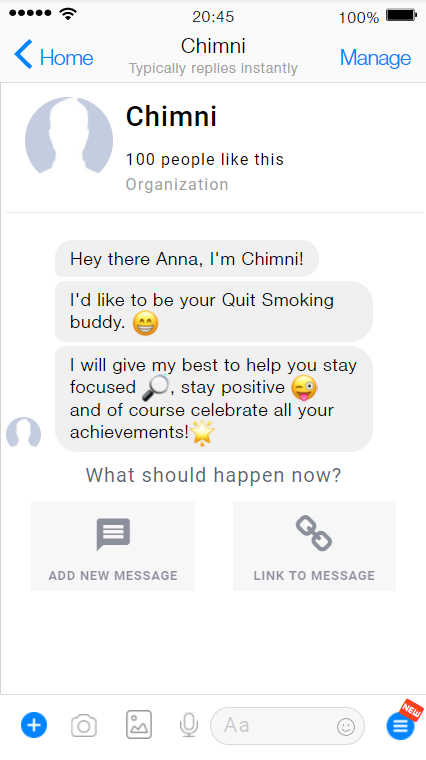 20:45
100%
Home
Chimni
Typically replies instantly
Manage
Chimni
100 people like this
Organization
Hey there Anna, I'm Chimni!
I'd like to be your Quit Smoking
buddy. 😁
I will give my best to help you stay
focused 🔎, stay positive 😜
and of course celebrate all your
achievements!🌟
What should happen now?
ADD NEW MESSAGE
LINK TO MESSAGE
Aa
NEW